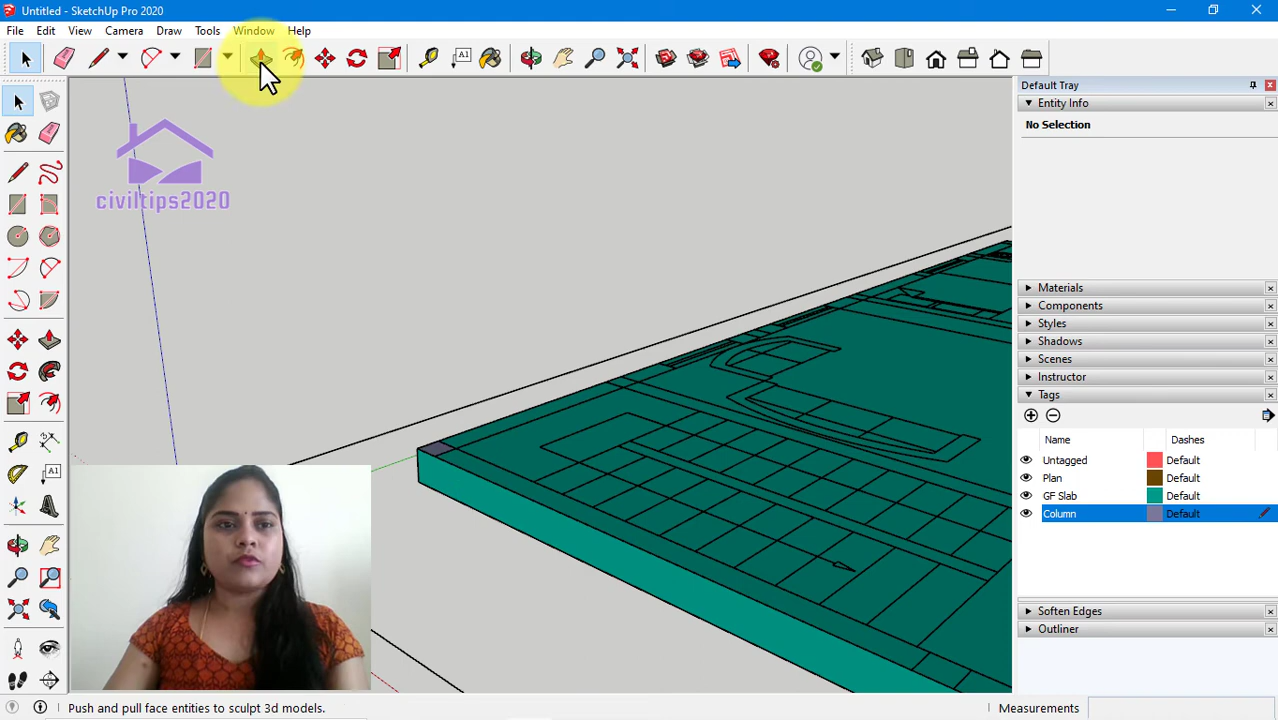 Untitled - SketchUp Pro 2020
File Edit View Camera Draw Tools Window Help
A1
Default Tray
Entity Info
No Selection
civiltips2020
A1
Materials
Components
Styles
Shadows
Scenes
Instructor
Tags
Name Dashes
Untagged Default
Plan Default
GF Slab Default
Column Default
Soften Edges
Outliner
Push and pull face entities to sculpt 3d models.
Measurements